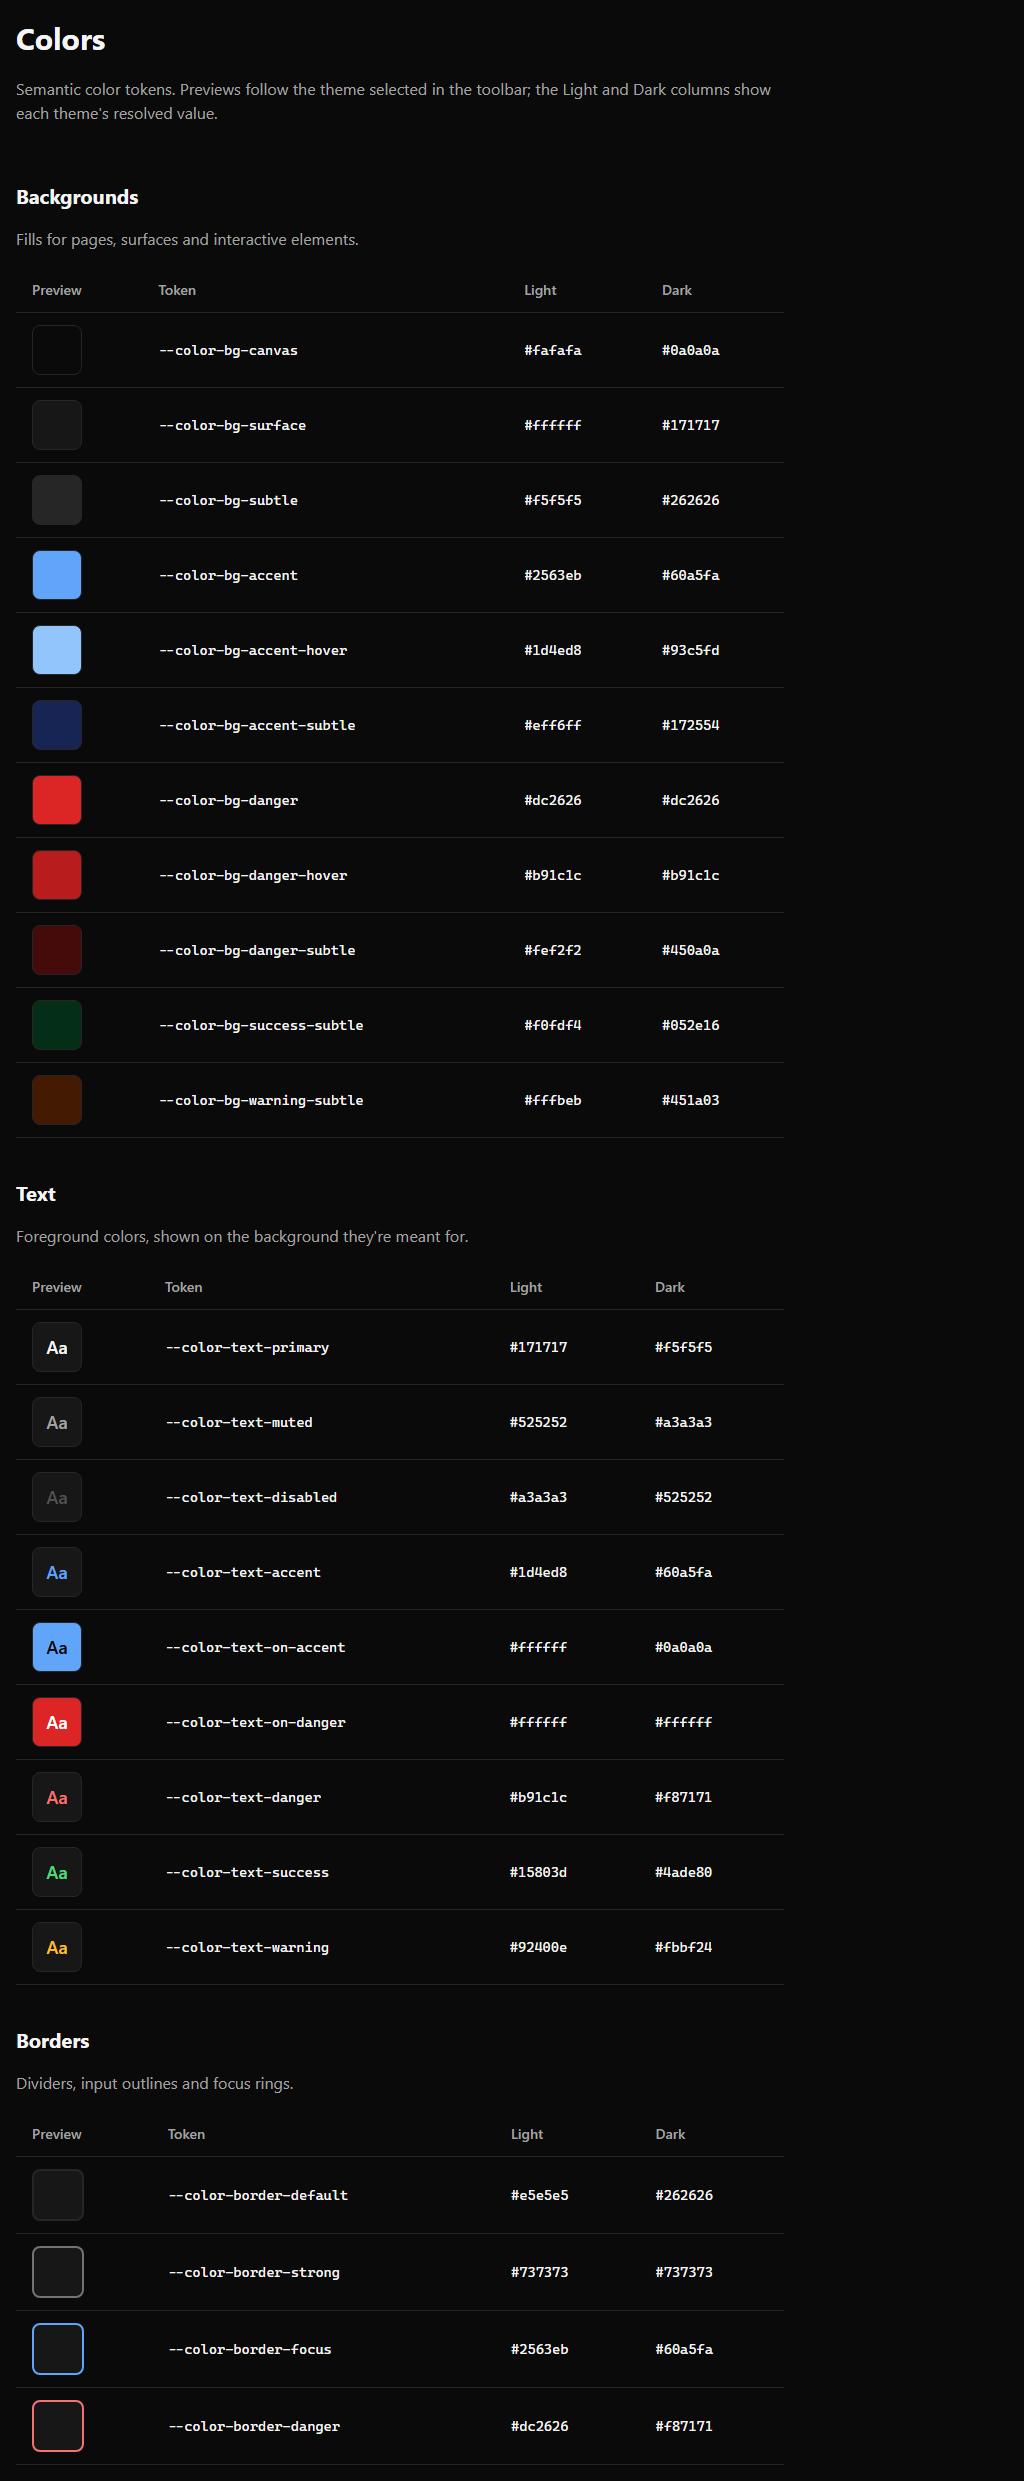 Colors
Semantic color tokens. Previews follow the theme selected in the toolbar; the Light and Dark columns show
each theme's resolved value.
Backgrounds
Fills for pages, surfaces and interactive elements.
Preview Token Light Dark
--color-bg-canvas #fafafa #0a0a0a
--color-bg-surface #ffffff #171717
--color-bg-subtle #f5f5f5 #262626
--color-bg-accent #2563eb #60a5fa
--color-bg-accent-hover #1d4ed8 #93c5fd
--color-bg-accent-subtle #eff6ff #172554
--color-bg-danger #dc2626 #dc2626
--color-bg-danger-hover #b91c1c #b91c1c
--color-bg-danger-subtle #fef2f2 #450a0a
--color-bg-success-subtle #f0fdf4 #052e16
--color-bg-warning-subtle #fffbeb #451a03
Text
Foreground colors, shown on the background they're meant for.
Preview Token Light Dark
Aa --color-text-primary #171717 #f5f5f5
Aa --color-text-muted #525252 #a3a3a3
Aa --color-text-disabled #a3a3a3 #525252
Aa --color-text-accent #1d4ed8 #60a5fa
Aa --color-text-on-accent #ffffff #0a0a0a
Aa --color-text-on-danger #ffffff #ffffff
Aa --color-text-danger #b91c1c #f87171
Aa --color-text-success #15803d #4ade80
Aa --color-text-warning #92400e #fbbf24
Borders
Dividers, input outlines and focus rings.
Preview Token Light Dark
--color-border-default #e5e5e5 #262626
--color-border-strong #737373 #737373
--color-border-focus #2563eb #60a5fa
--color-border-danger #dc2626 #f87171